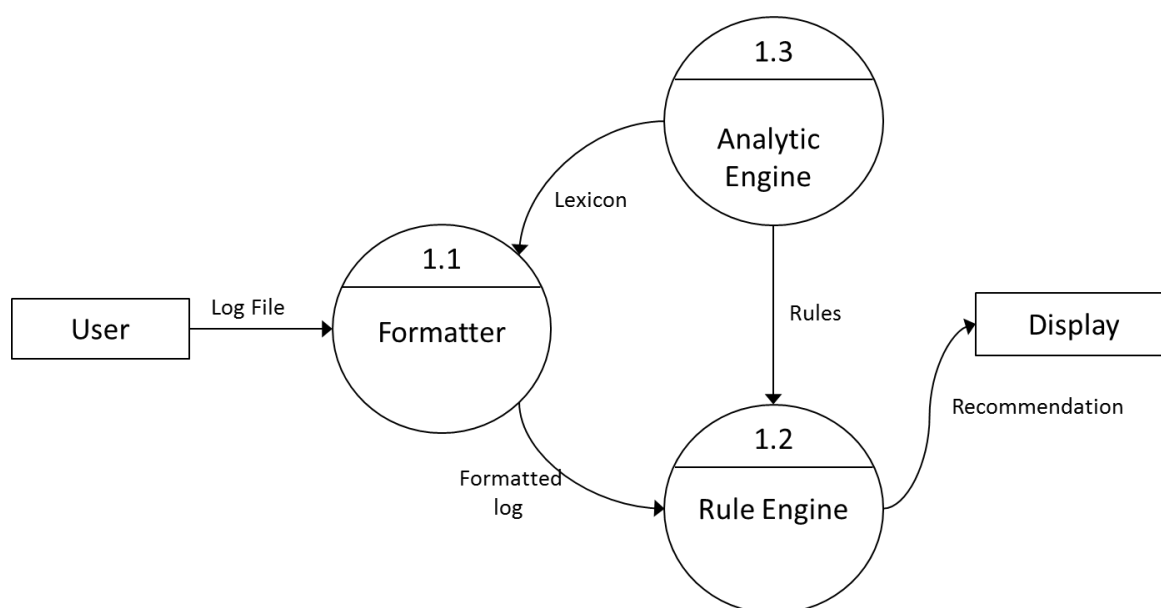 1.3
Analytic
Engine
Lexicon
1.1
Formatter
User
Log File
Rules
Display
Recommendation
1.2
Rule Engine
Formatted
log